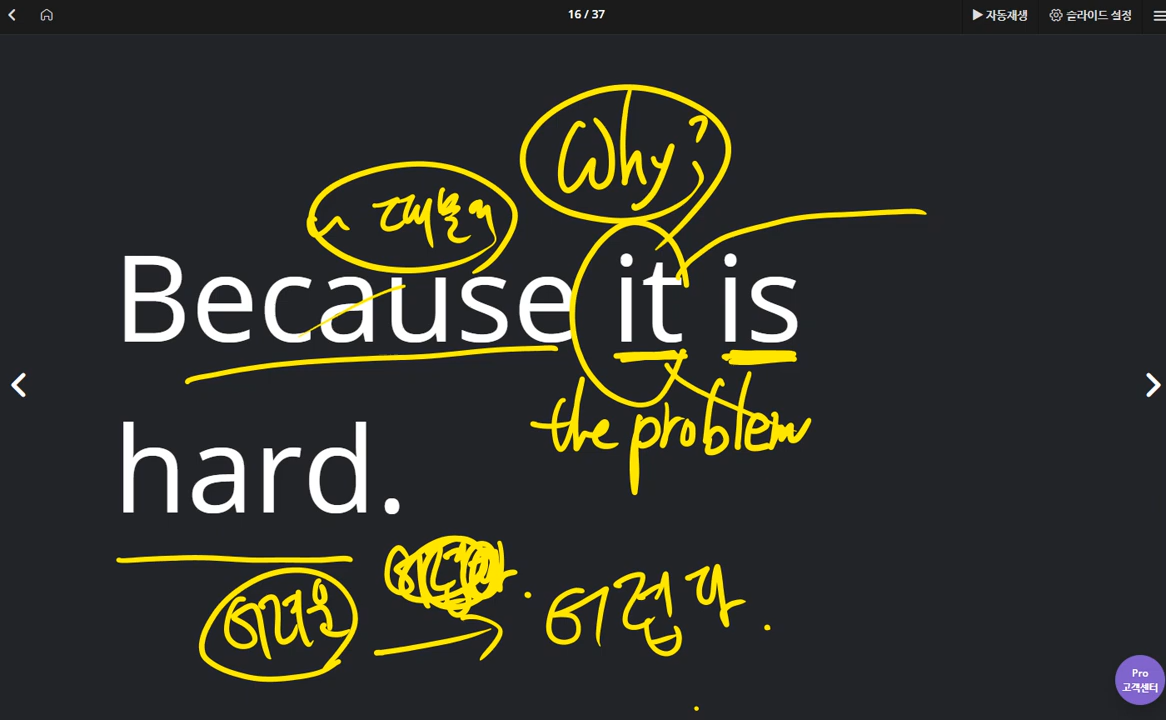 16 / 37
▶ 자동재생
슬라이드 설정
Why?
~ 때문에
Because it is
the problem
hard.
어려운
어렵다.
Pro
고객센터